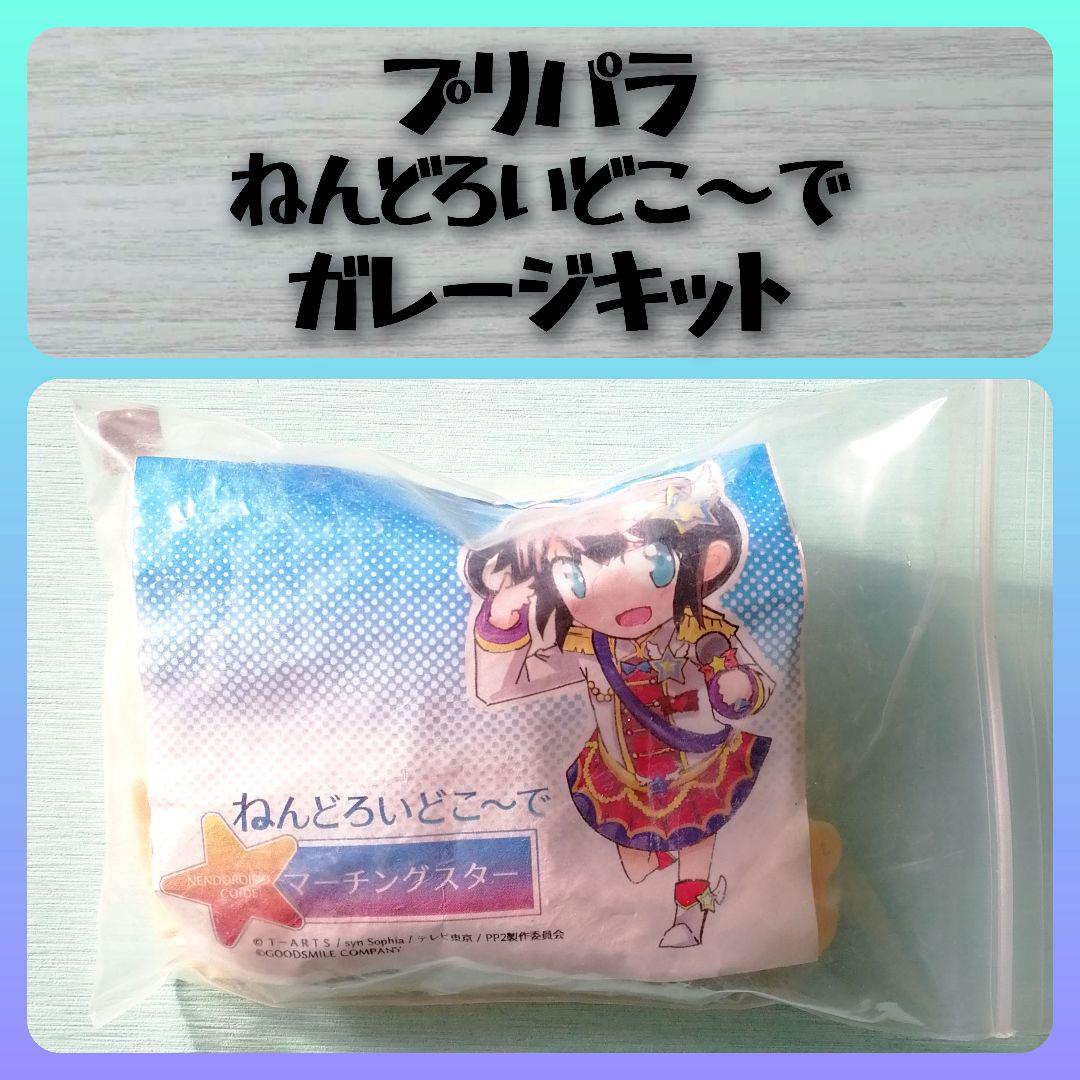 プリパラ
ねんどろいどこ～で
ガレージキット
ねんどろいどこ～で
NENDOROID
CO-DE
マーチングスター
© T-ARTS / syn Sophia / テレビ東京 / PP2製作委員会
©GOODSMILE COMPANY